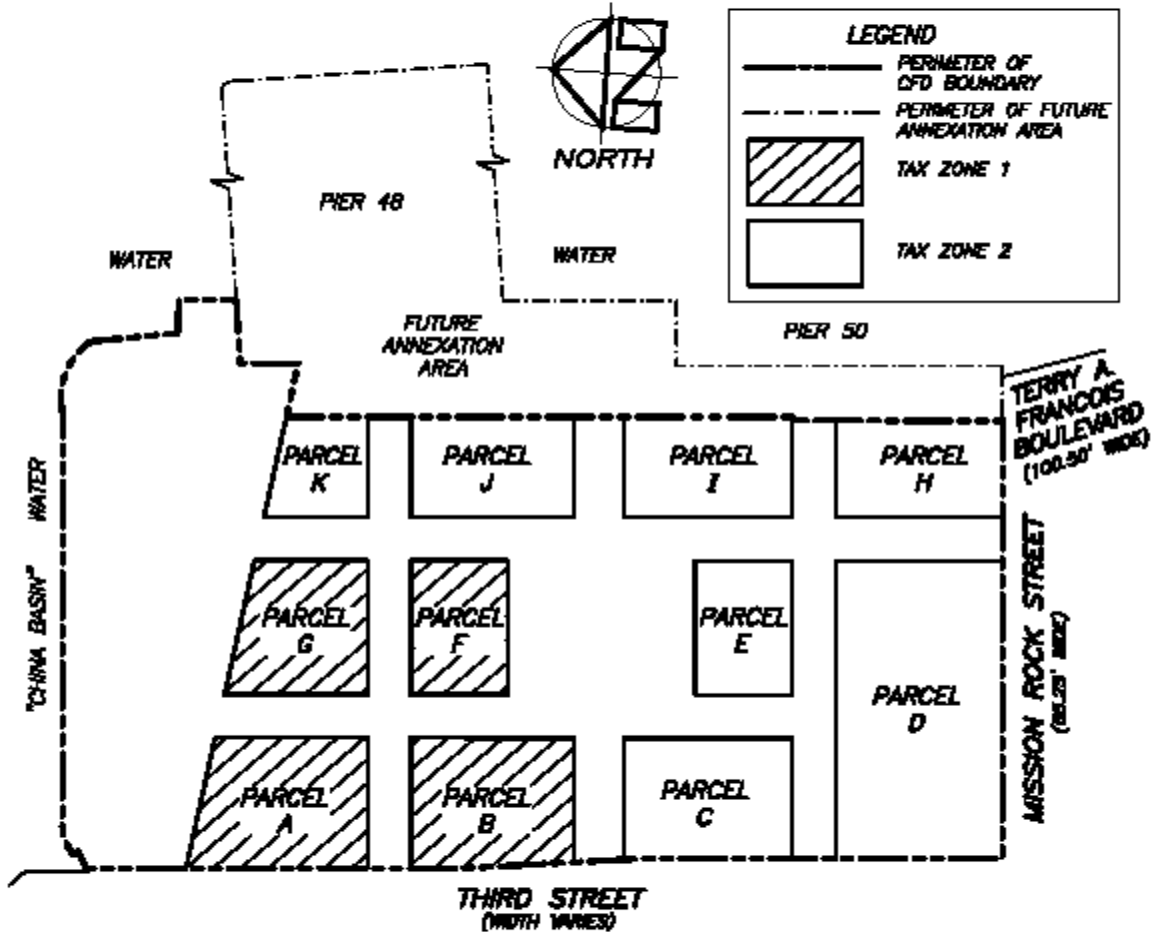 LEGEND
PERIMETER OF
CFD BOUNDARY
PERIMETER OF FUTURE
ANNEXATION AREA
TAX ZONE 1
TAX ZONE 2
NORTH
PIER 48
WATER
WATER
FUTURE
ANNEXATION
AREA
PIER 50
TERRY A.
FRANCOIS
BOULEVARD
(100.50' WIDE)
PARCEL
K
PARCEL
J
PARCEL
I
PARCEL
H
"CHINA BASIN" WATER
PARCEL
G
PARCEL
F
PARCEL
E
PARCEL
D
MISSION ROCK STREET
WIDE)
PARCEL
A
PARCEL
B
PARCEL
C
THIRD STREET
(WIDTH VARIES)